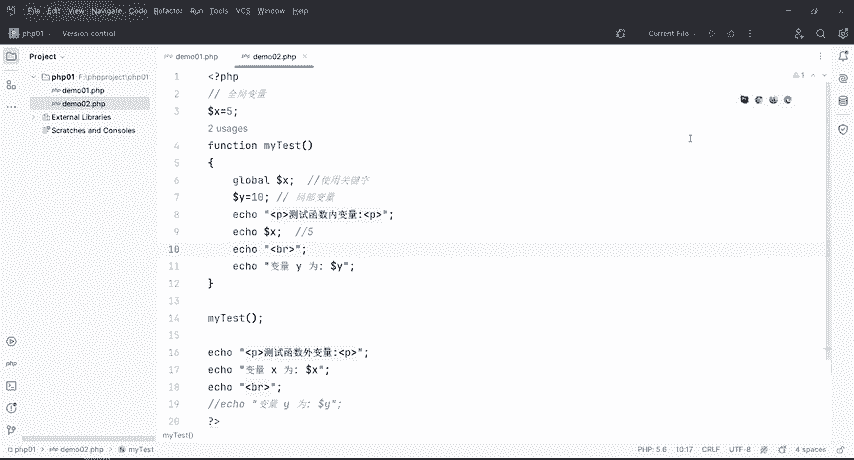 File Edit View Navigate Code Refactor Run Tools VCS Window Help
php01 Version control Current File
Project
demo01.php demo02.php
php01 F:\phpproject\php01
demo01.php
demo02.php
External Libraries
Scratches and Consoles
1
1 <?php
2 // 全局变量
3 $x=5;
2 usages
4 function myTest()
5 {
6 global $x; //使用关键字
7 $y=10; // 局部变量
8 echo "<p>测试函数内变量:<p>";
9 echo $x; //5
10 echo "<br>";
11 echo "变量 y 为: $y";
12 }
13
14 myTest();
15
16 echo "<p>测试函数外变量:<p>";
17 echo "变量 x 为: $x";
18 echo "<br>";
19 //echo "变量 y 为: $y";
20 ?>
myTest()
php01 demo02.php myTest PHP: 5.6 10:17 CRLF UTF-8 4 spaces